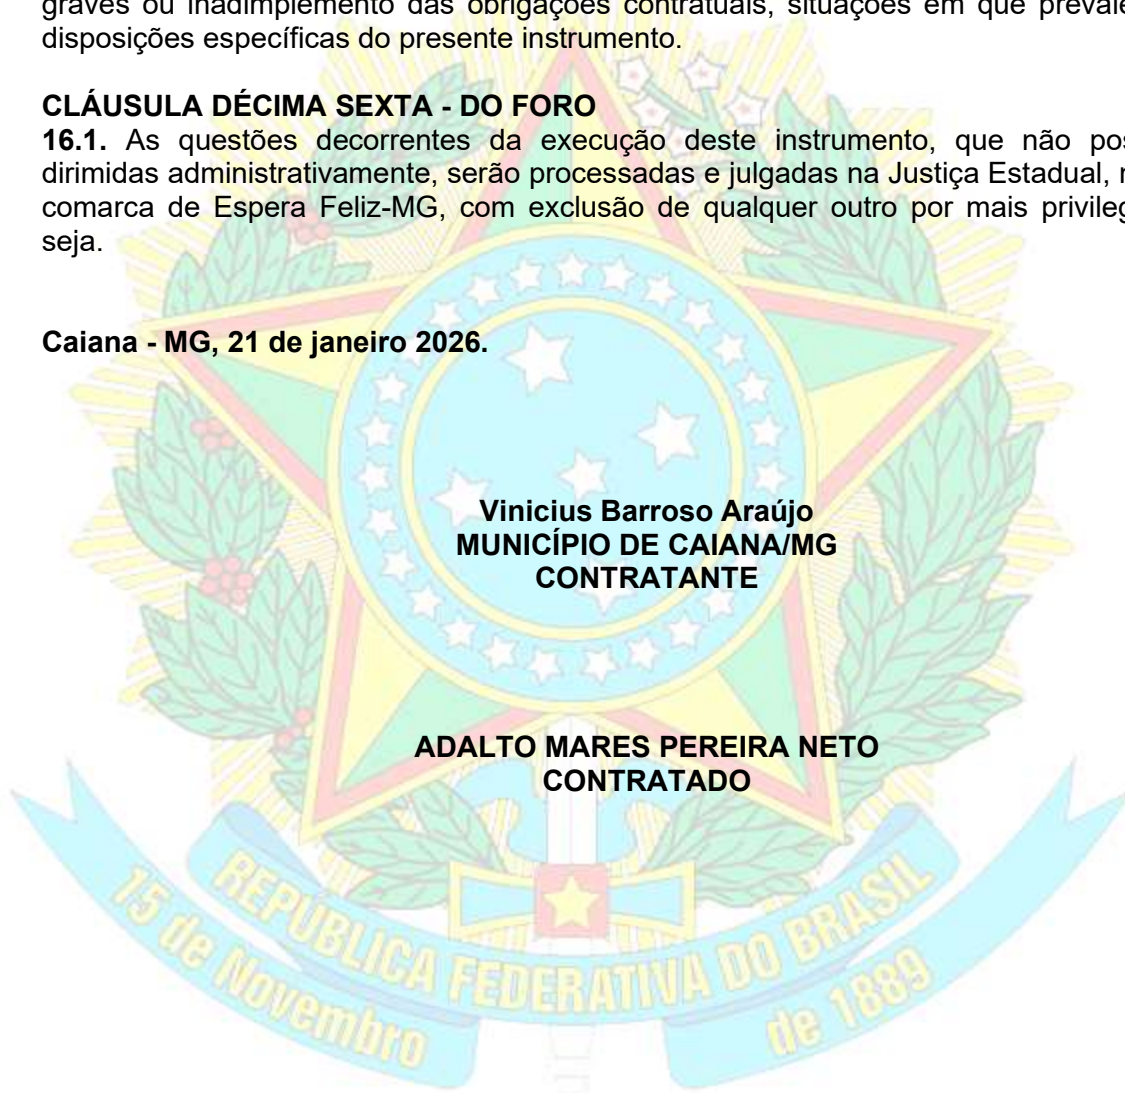 graves ou inadimplemento das obrigações contratuais, situações em que prevale
disposições específicas do presente instrumento.
CLÁUSULA DÉCIMA SEXTA - DO FORO
16.1. As questões decorrentes da execução deste instrumento, que não pos
dirimidas administrativamente, serão processadas e julgadas na Justiça Estadual, n
comarca de Espera Feliz-MG, com exclusão de qualquer outro por mais privileg
seja.
Caiana - MG, 21 de janeiro 2026.
Vinicius Barroso Araújo
MUNICÍPIO DE CAIANA/MG
CONTRATANTE
ADALTO MARES PEREIRA NETO
CONTRATADO
REPÚBLICA FEDERATIVA DO BRASIL
15 de Novembro de 1889